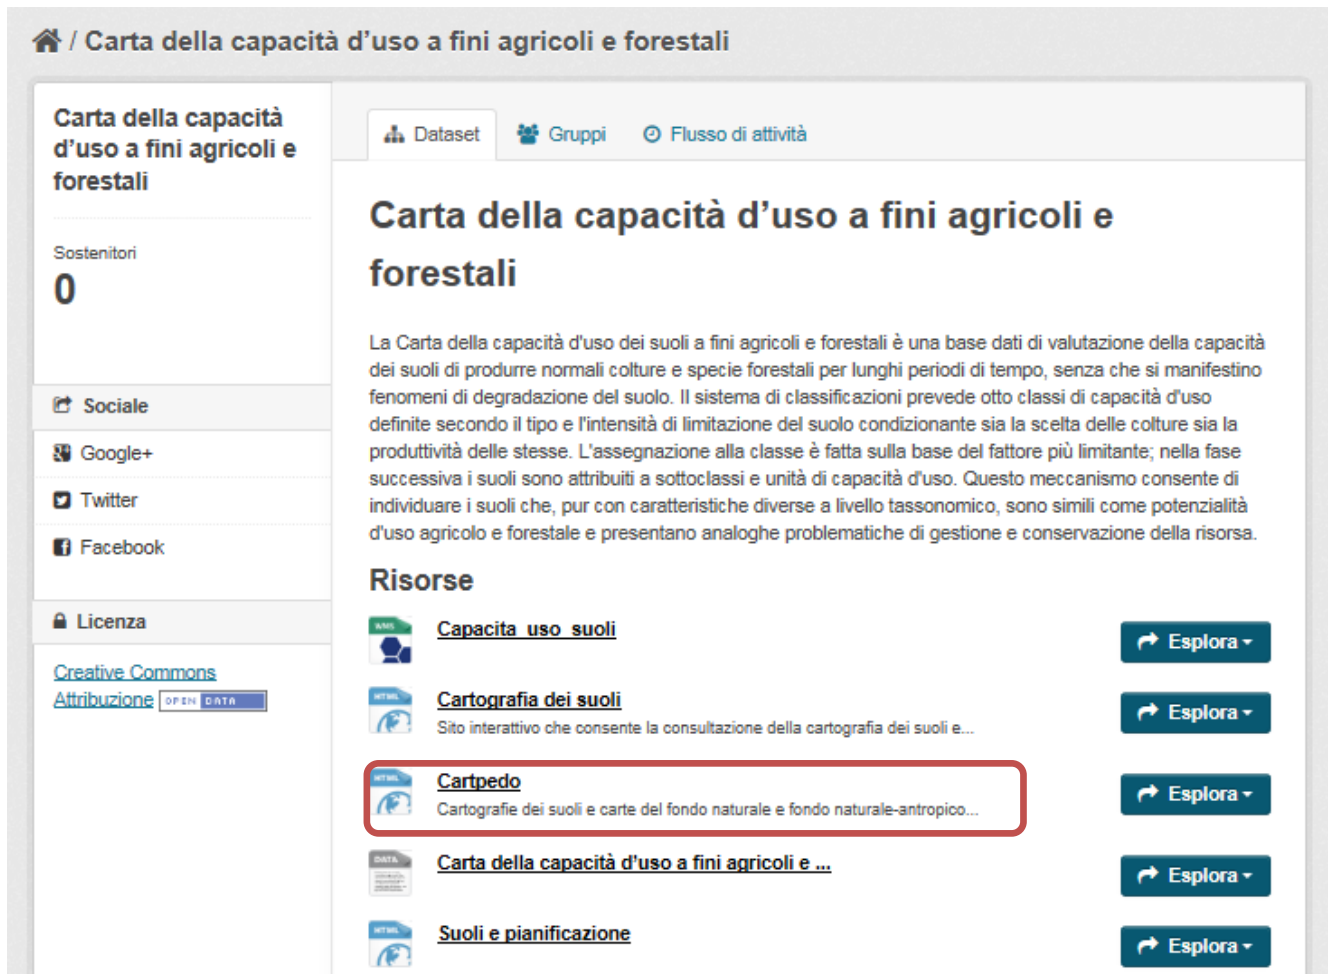 / Carta della capacità d'uso a fini agricoli e forestali
Carta della capacità
d'uso a fini agricoli e
forestali
Sostenitori
0
Sociale
Google+
Twitter
Facebook
Licenza
Creative Commons
Attribuzione OPEN DATA
Dataset
Gruppi
Flusso di attività
Carta della capacità d'uso a fini agricoli e
forestali
La Carta della capacità d'uso dei suoli a fini agricoli e forestali è una base dati di valutazione della capacità
dei suoli di produrre normali colture e specie forestali per lunghi periodi di tempo, senza che si manifestino
fenomeni di degradazione del suolo. Il sistema di classificazioni prevede otto classi di capacità d'uso
definite secondo il tipo e l'intensità di limitazione del suolo condizionante sia la scelta delle colture sia la
produttività delle stesse. L'assegnazione alla classe è fatta sulla base del fattore più limitante; nella fase
successiva i suoli sono attribuiti a sottoclassi e unità di capacità d'uso. Questo meccanismo consente di
individuare i suoli che, pur con caratteristiche diverse a livello tassonomico, sono simili come potenzialità
d'uso agricolo e forestale e presentano analoghe problematiche di gestione e conservazione della risorsa.
Risorse
WMS
Capacita uso suoli
Esplora
HTML
Cartografia dei suoli
Sito interattivo che consente la consultazione della cartografia dei suoli e...
Esplora
HTML
Cartpedo
Cartografie dei suoli e carte del fondo naturale e fondo naturale-antropico...
Esplora
DATA
Carta della capacità d'uso a fini agricoli e ...
Esplora
HTML
Suoli e pianificazione
Esplora